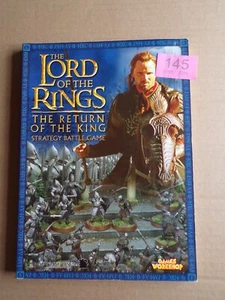 THE
LORD OF THE
RINGS
THE RETURN
OF THE KING
STRATEGY BATTLE GAME
145
GAMES
WORKSHOP